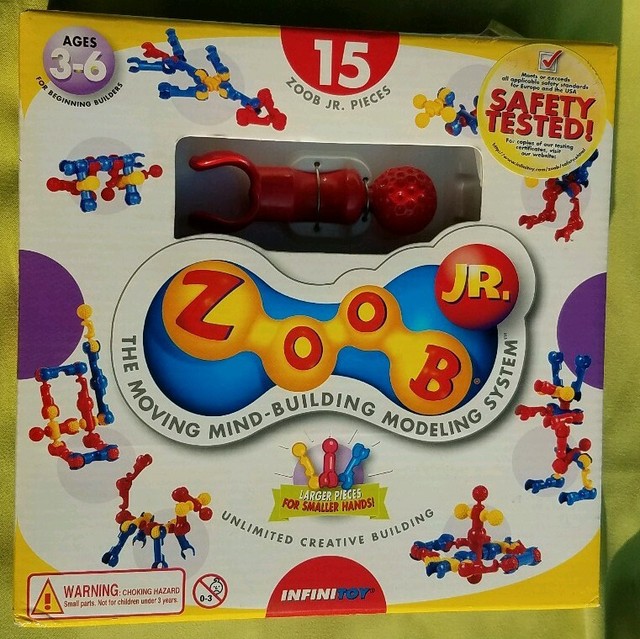 AGES
3-6
FOR BEGINNING BUILDERS
15
ZOOB JR. PIECES
Meets or exceeds
all applicable safety standards
for Europe and the USA
SAFETY
TESTED!
For copies of our testing
certificates, visit
our website:
ZOOB
JR.
THE MOVING MIND-BUILDING MODELING SYSTEM™
®
LARGER PIECES
FOR SMALLER HANDS!
UNLIMITED CREATIVE BUILDING
WARNING: CHOKING HAZARD
Small parts. Not for children under 3 years.
0-3
INFINITOY®